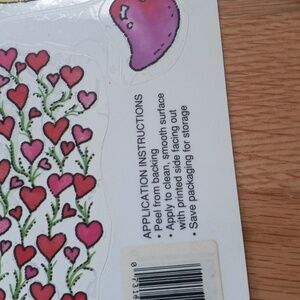 APPLICATION INSTRUCTIONS
• Peel from backing
• Apply to clean, smooth surface
with printed side facing out
• Save packaging for storage